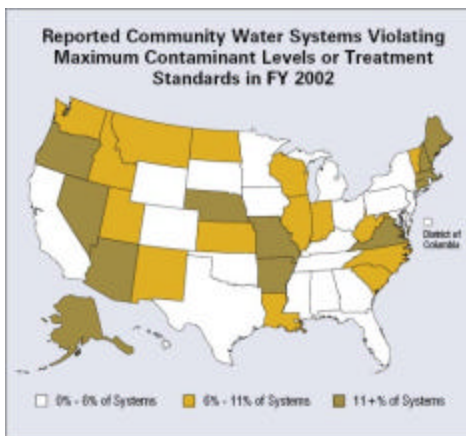 Reported Community Water Systems Violating
Maximum Contaminant Levels or Treatment
Standards in FY 2002
District of
Columbia
0% - 6% of Systems
6% - 11% of Systems
11+% of Systems